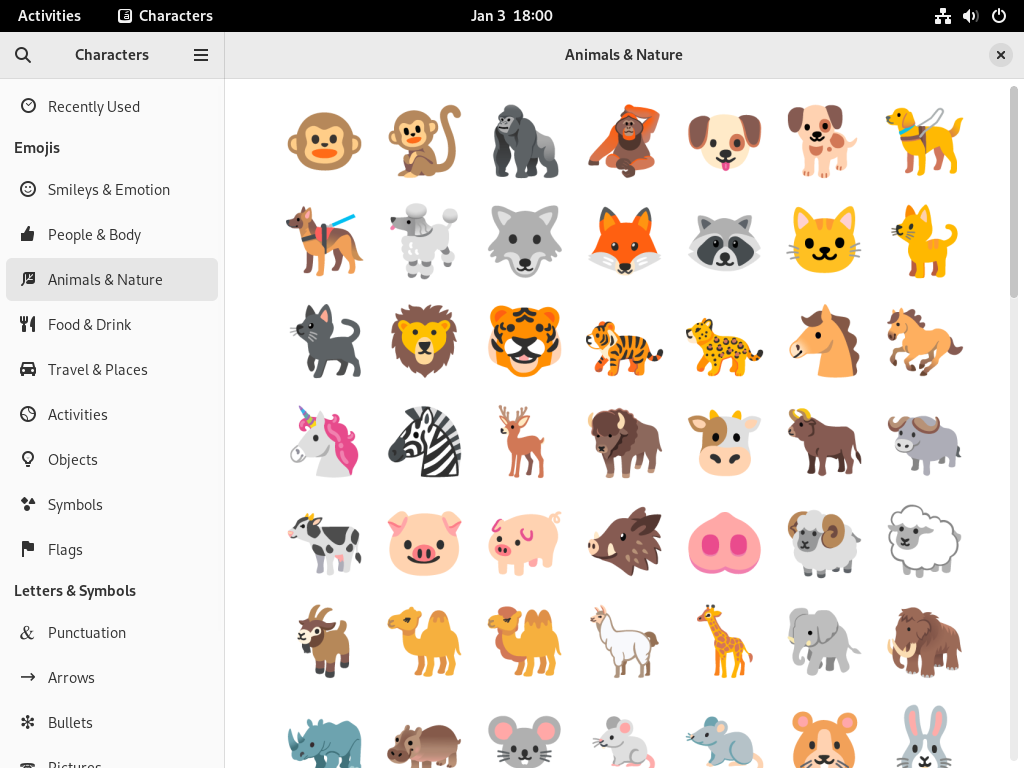 Activities
Characters
Jan 3  18:00
Characters
Animals & Nature
Recently Used
Emojis
Smileys & Emotion
People & Body
Animals & Nature
Food & Drink
Travel & Places
Activities
Objects
Symbols
Flags
Letters & Symbols
& Punctuation
Arrows
Bullets
Pictures